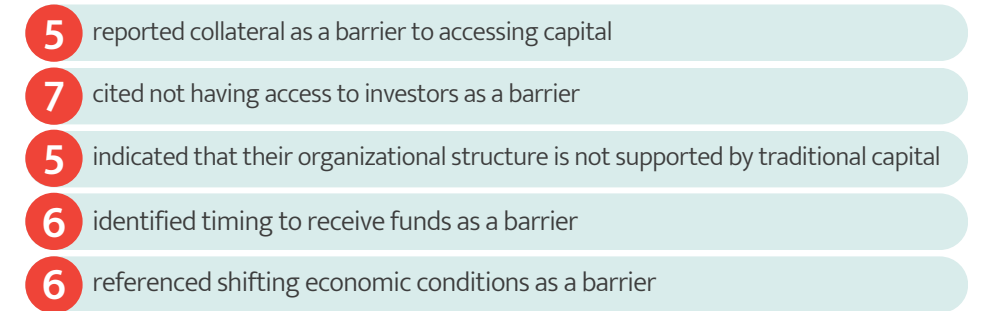 5 reported collateral as a barrier to accessing capital
7 cited not having access to investors as a barrier
5 indicated that their organizational structure is not supported by traditional capital
6 identified timing to receive funds as a barrier
6 referenced shifting economic conditions as a barrier